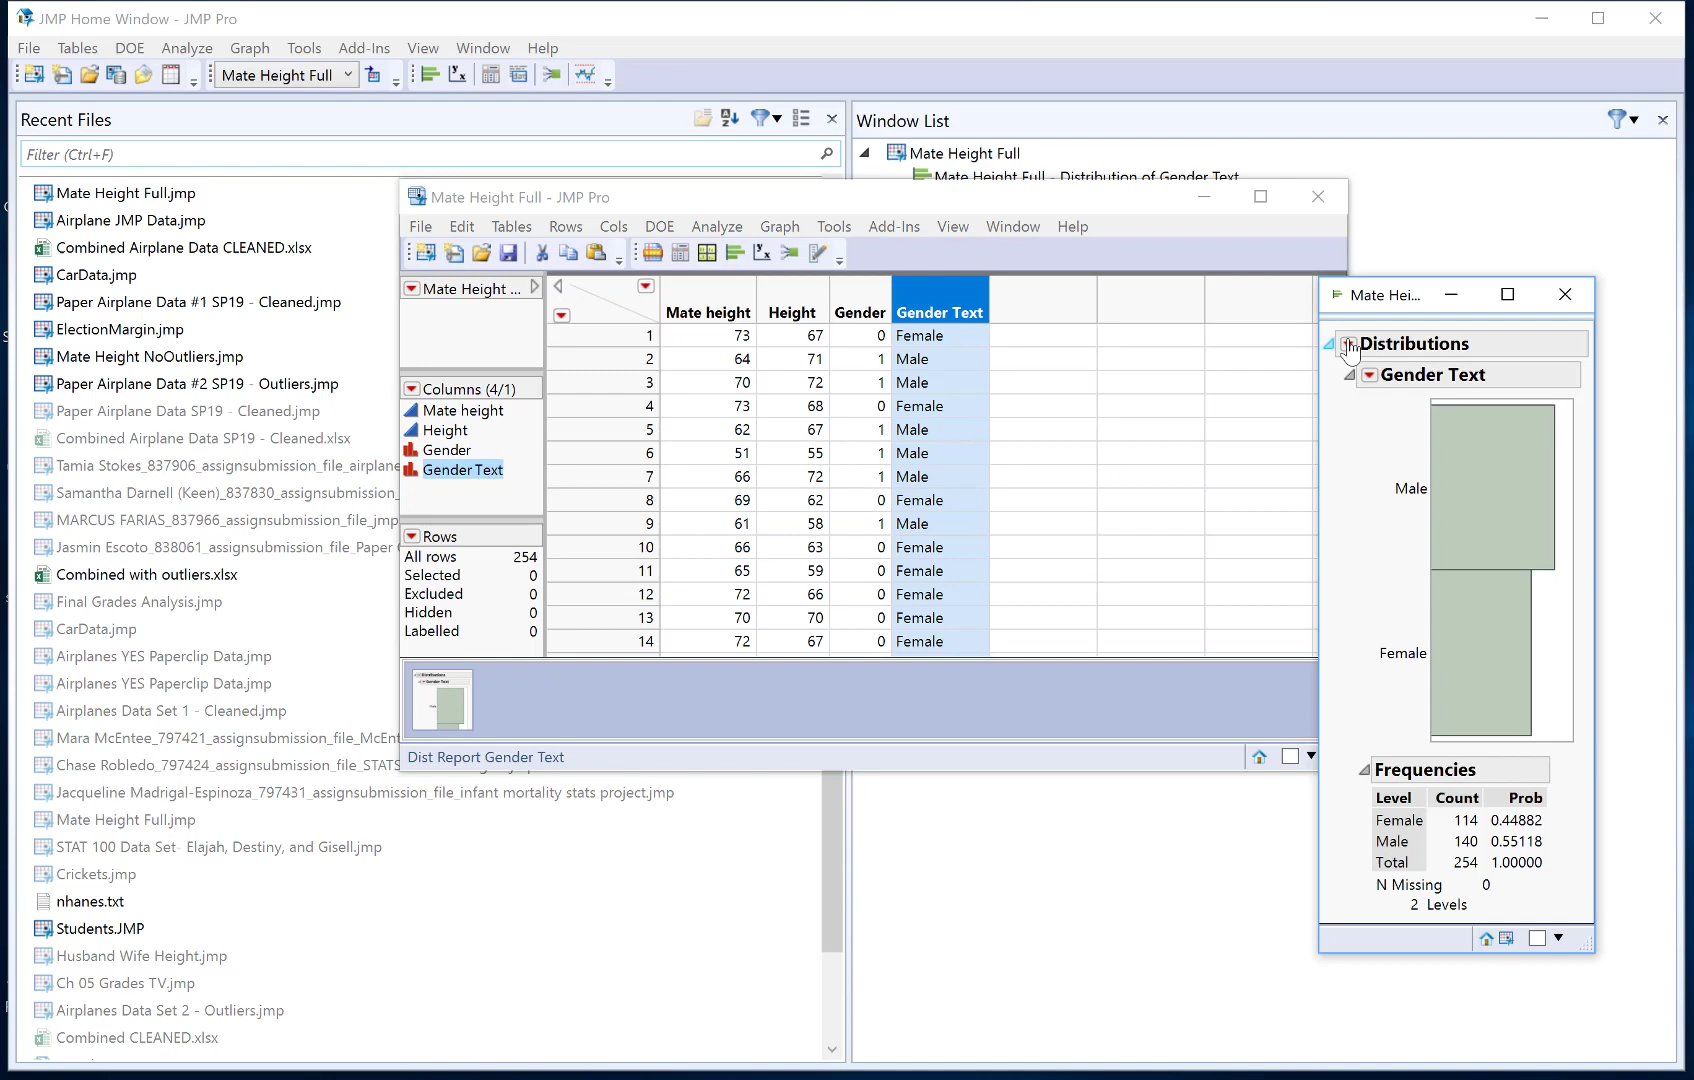 JMP Home Window - JMP Pro
File Tables DOE Analyze Graph Tools Add-Ins View Window Help
Mate Height Full
Recent Files
Filter (Ctrl+F)
Mate Height Full.jmp
Airplane JMP Data.jmp
Combined Airplane Data CLEANED.xlsx
CarData.jmp
Paper Airplane Data #1 SP19 - Cleaned.jmp
ElectionMargin.jmp
Mate Height NoOutliers.jmp
Paper Airplane Data #2 SP19 - Outliers.jmp
Paper Airplane Data SP19 - Cleaned.jmp
Combined Airplane Data SP19 - Cleaned.xlsx
Tamia Stokes_837906_assignsubmission_file_airplane
Samantha Darnell (Keen)_837830_assignsubmission_
MARCUS FARIAS_837966_assignsubmission_file_jmp
Jasmin Escoto_838061_assignsubmission_file_Paper
Combined with outliers.xlsx
Final Grades Analysis.jmp
CarData.jmp
Airplanes YES Paperclip Data.jmp
Airplanes YES Paperclip Data.jmp
Airplanes Data Set 1 - Cleaned.jmp
Mara McEntee_797421_assignsubmission_file_McEnt
Chase Robledo_797424_assignsubmission_file_STATS
Jacqueline Madrigal-Espinoza_797431_assignsubmission_file_infant mortality stats project.jmp
Mate Height Full.jmp
STAT 100 Data Set- Elajah, Destiny, and Gisell.jmp
Crickets.jmp
nhanes.txt
Students.JMP
Husband Wife Height.jmp
Ch 05 Grades TV.jmp
Airplanes Data Set 2 - Outliers.jmp
Combined CLEANED.xlsx
Window List
Mate Height Full
Mate Height Full - Distribution of Gender Text
Mate Height Full - JMP Pro
File Edit Tables Rows Cols DOE Analyze Graph Tools Add-Ins View Window Help
Mate Height ...
Columns (4/1)
Mate height
Height
Gender
Gender Text
Rows
All rows 254
Selected 0
Excluded 0
Hidden 0
Labelled 0
Mate height Height Gender Gender Text
1 73 67 0 Female
2 64 71 1 Male
3 70 72 1 Male
4 73 68 0 Female
5 62 67 1 Male
6 51 55 1 Male
7 66 72 1 Male
8 69 62 0 Female
9 61 58 1 Male
10 66 63 0 Female
11 65 59 0 Female
12 72 66 0 Female
13 70 70 0 Female
14 72 67 0 Female
Dist Report Gender Text
Mate Hei...
Distributions
Gender Text
Male
Female
Frequencies
Level Count Prob
Female 114 0.44882
Male 140 0.55118
Total 254 1.00000
N Missing 0
2 Levels